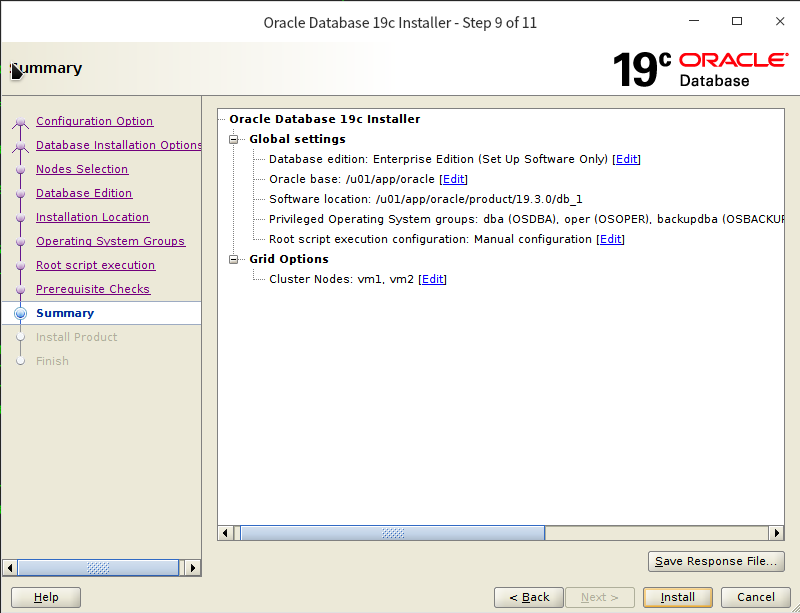 Oracle Database 19c Installer - Step 9 of 11
Summary
19c ORACLE
Database
Configuration Option
Database Installation Options
Nodes Selection
Database Edition
Installation Location
Operating System Groups
Root script execution
Prerequisite Checks
Summary
Install Product
Finish
Oracle Database 19c Installer
Global settings
Database edition: Enterprise Edition (Set Up Software Only) [Edit]
Oracle base: /u01/app/oracle [Edit]
Software location: /u01/app/oracle/product/19.3.0/db_1
Privileged Operating System groups: dba (OSDBA), oper (OSOPER), backupdba (OSBACKUP
Root script execution configuration: Manual configuration [Edit]
Grid Options
Cluster Nodes: vm1, vm2 [Edit]
Save Response File...
Help
< Back
Next >
Install
Cancel